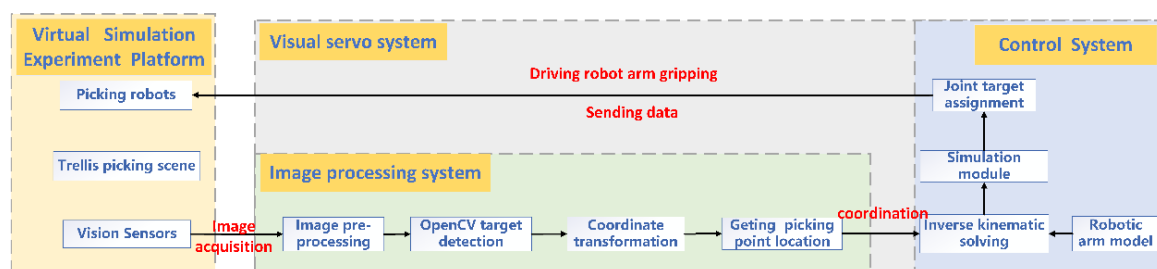 Virtual Simulation
Experiment Platform
Picking robots
Trellis picking scene
Vision Sensors
Visual servo system
Driving robot arm gripping
Sending data
Image processing system
Image
acquisition
Image pre-
processing
OpenCV target
detection
Coordinate
transformation
Geting picking
point location
coordination
Control System
Joint target
assignment
Simulation
module
Inverse kinematic
solving
Robotic
arm model